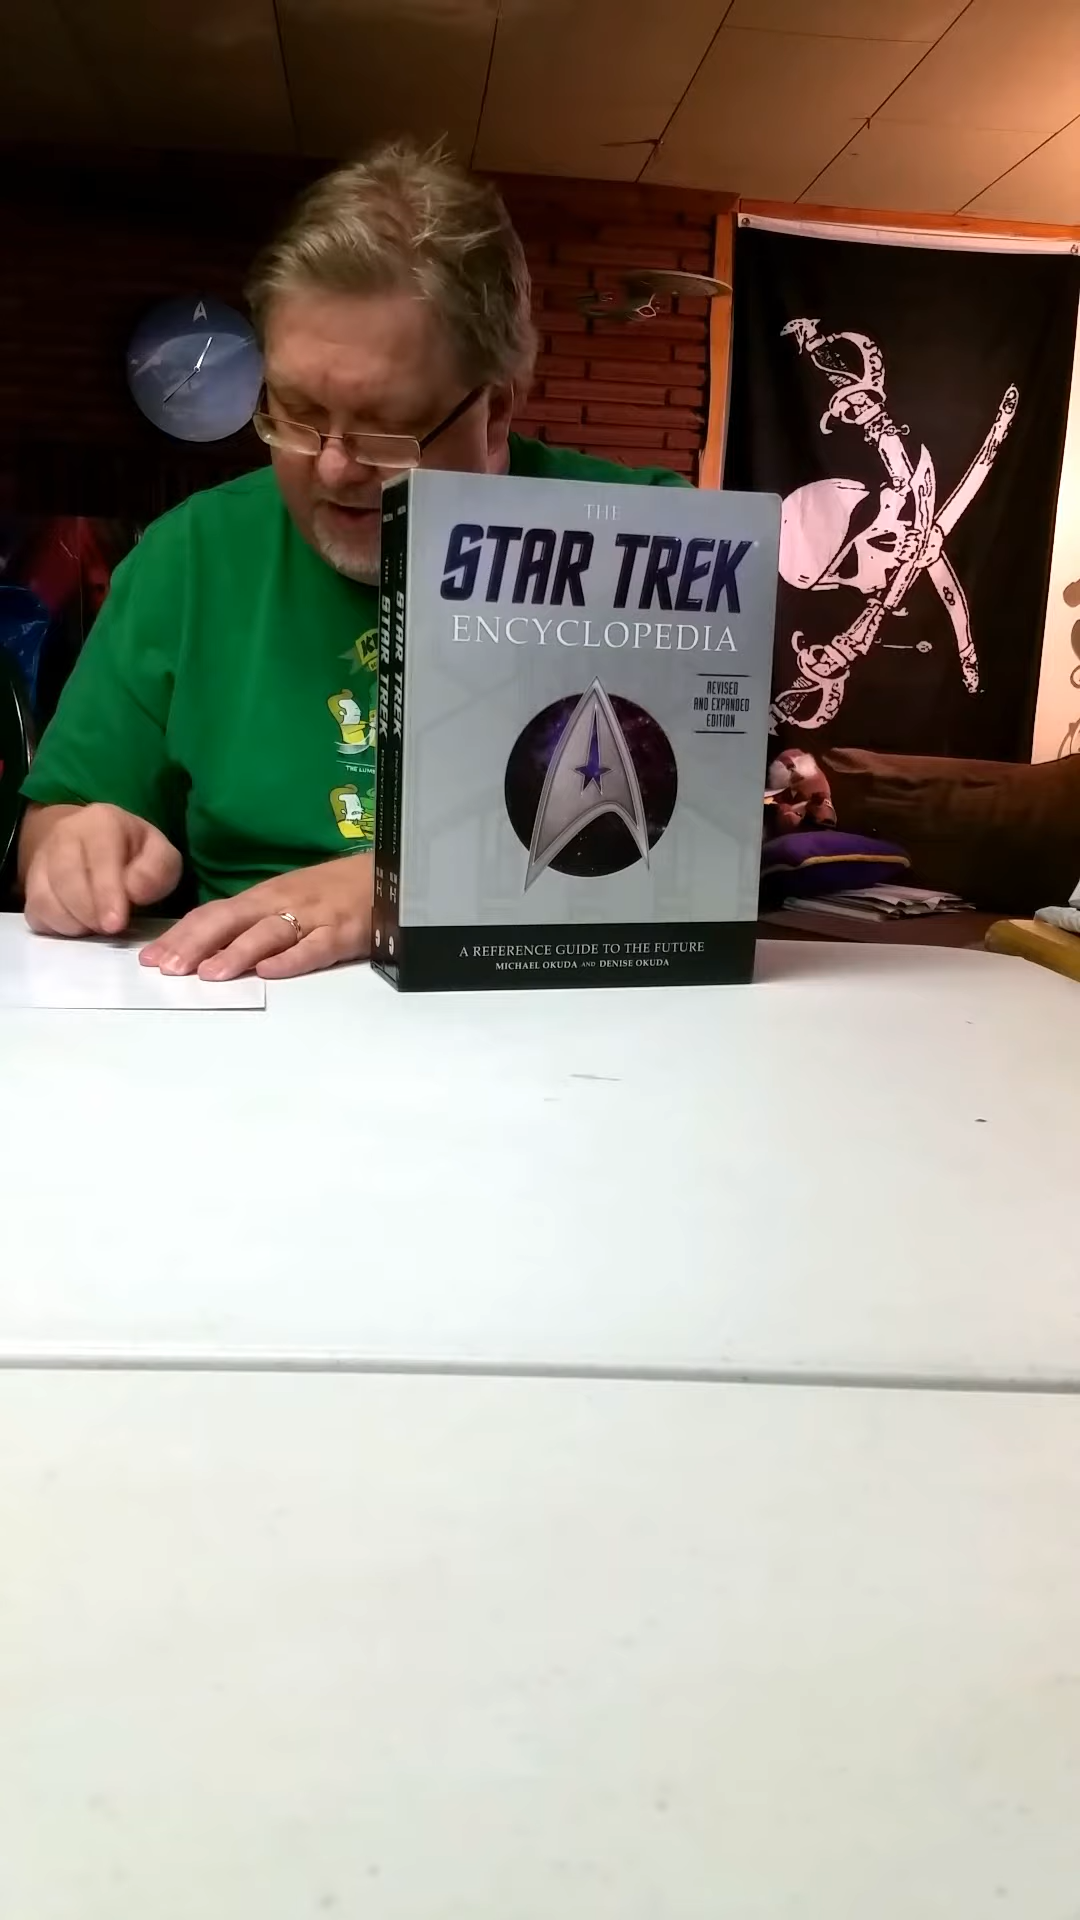 THE
STAR TREK
ENCYCLOPEDIA
REVISED
AND EXPANDED
EDITION
A REFERENCE GUIDE TO THE FUTURE
MICHAEL OKUDA AND DENISE OKUDA
THE STAR TREK ENCYCLOPEDIA
THE STAR TREK ENCYCLOPEDIA